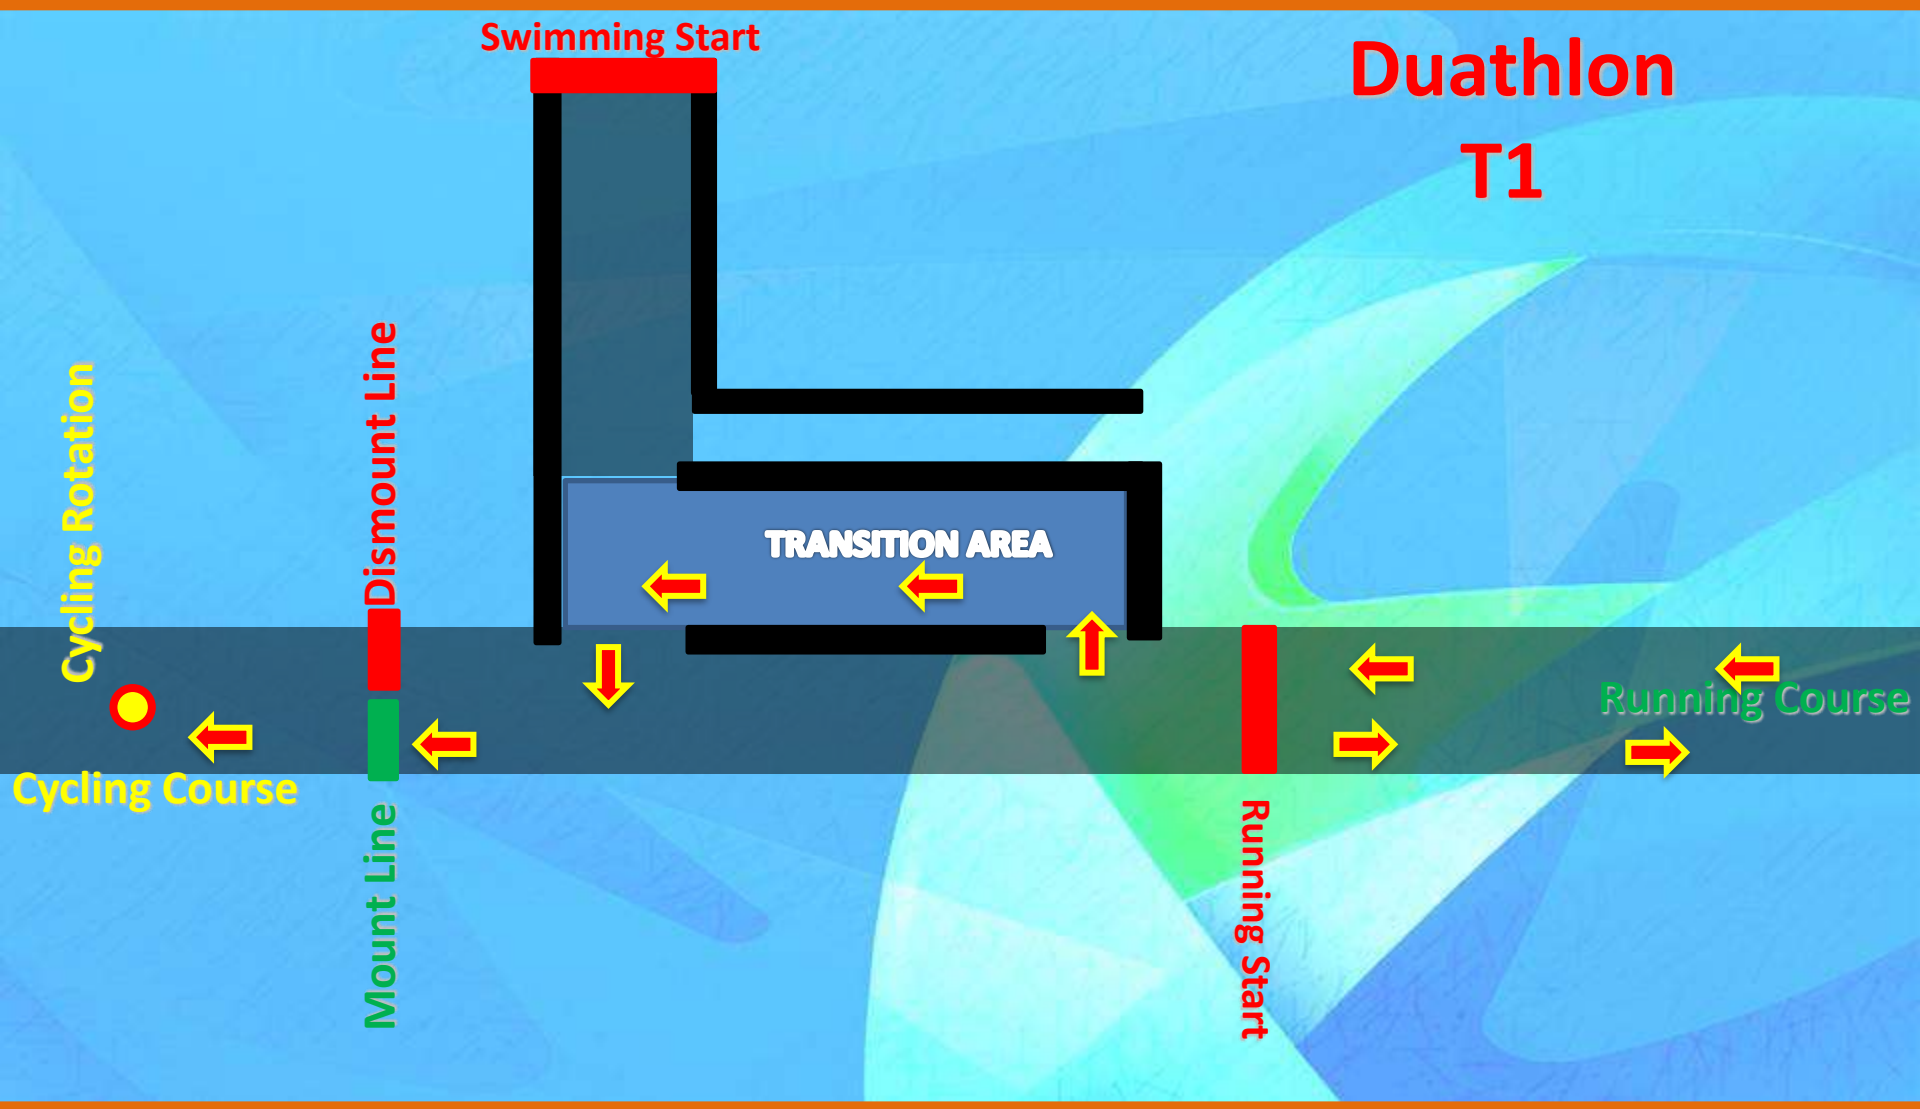 Swimming Start
Duathlon
T1
Dismount Line
Cycling Rotation
TRANSITION AREA
Running Course
Cycling Course
Mount Line
Running Start